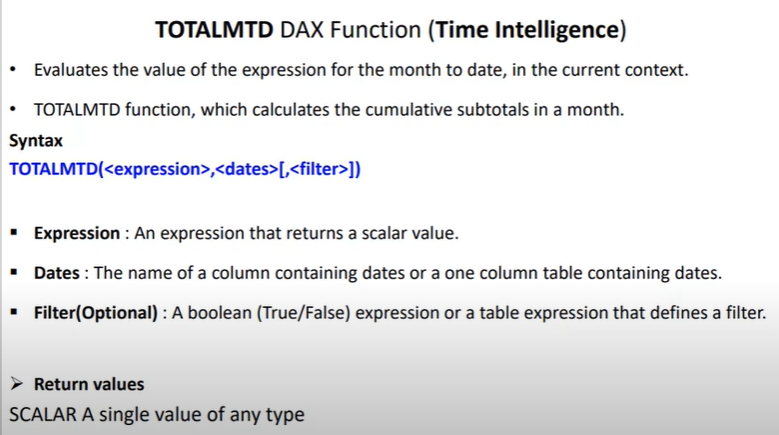 TOTALMTD DAX Function (Time Intelligence)
• Evaluates the value of the expression for the month to date, in the current context.
• TOTALMTD function, which calculates the cumulative subtotals in a month.
Syntax
TOTALMTD(<expression>,<dates>[,<filter>])
▪ Expression : An expression that returns a scalar value.
▪ Dates : The name of a column containing dates or a one column table containing dates.
▪ Filter(Optional) : A boolean (True/False) expression or a table expression that defines a filter.
➢ Return values
SCALAR A single value of any type